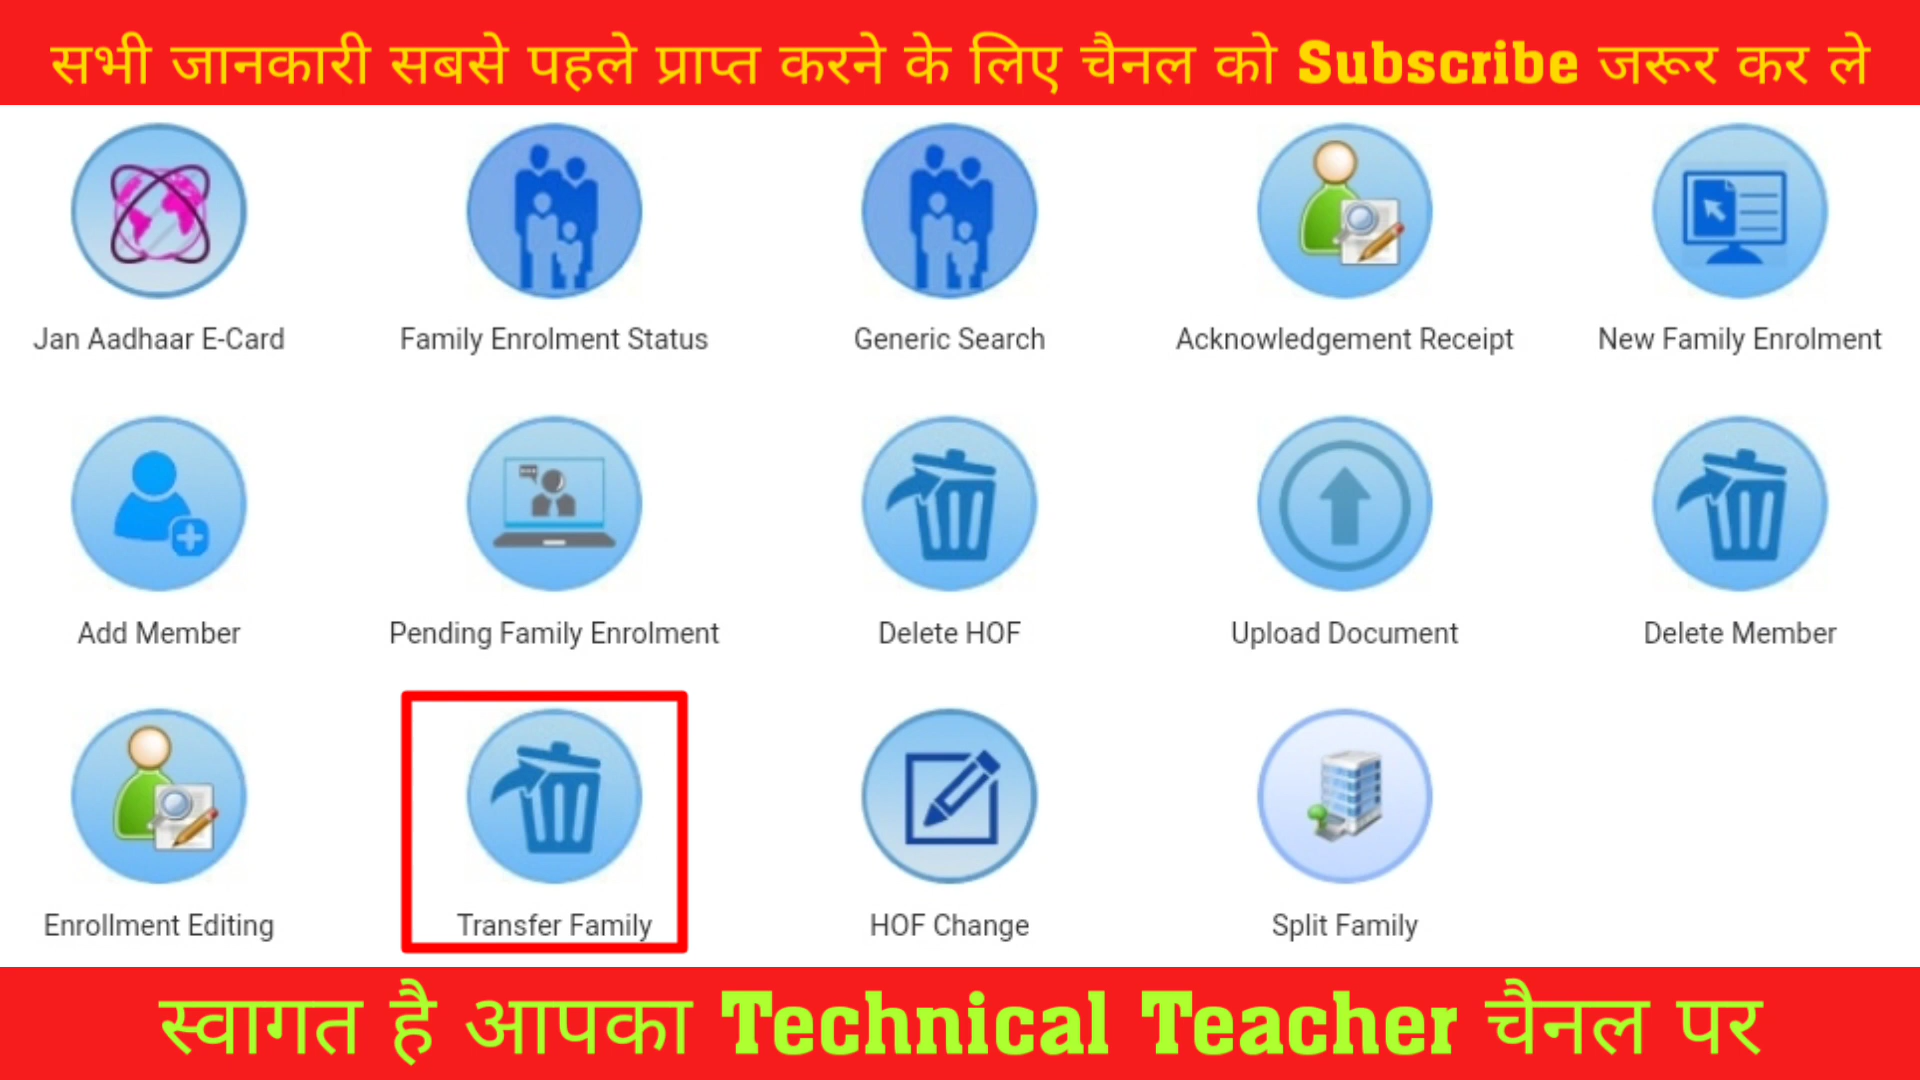 सभी जानकारी सबसे पहले प्राप्त करने के लिए चैनल को Subscribe जरूर कर ले
Jan Aadhaar E-Card
Family Enrolment Status
Generic Search
Acknowledgement Receipt
New Family Enrolment
Add Member
Pending Family Enrolment
Delete HOF
Upload Document
Delete Member
Enrollment Editing
Transfer Family
HOF Change
Split Family
स्वागत है आपका Technical Teacher चैनल पर